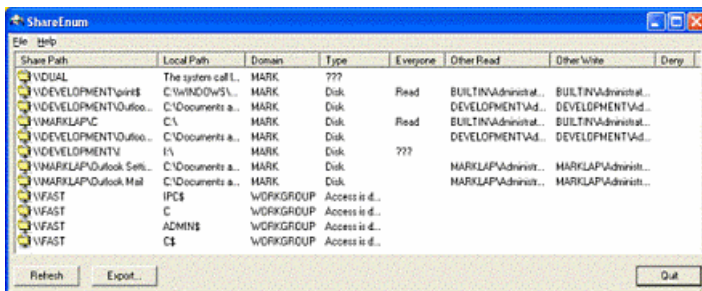 ShareEnum
File Help
Share Path Local Path Domain Type Everyone Other Read Other Write Deny
\\DUAL The system call l... MARK ???
\\DEVELOPMENT\print$ C:\WINDOWS\... MARK Disk Read BUILTIN\Administrat... BUILTIN\Administrat...
\\DEVELOPMENT\Outloo... C:\Documents a... MARK Disk DEVELOPMENT\Ad... DEVELOPMENT\Ad...
\\MARKLAP\C C:\ MARK Disk Read BUILTIN\Administrat... BUILTIN\Administrat...
\\DEVELOPMENT\Outloo... C:\Documents a... MARK Disk DEVELOPMENT\Ad... DEVELOPMENT\Ad...
\\DEVELOPMENT\I I:\ MARK Disk ???
\\MARKLAP\Outlook Setti... C:\Documents a... MARK Disk MARKLAP\Administr... MARKLAP\Administr...
\\MARKLAP\Outlook Mail C:\Documents a... MARK Disk MARKLAP\Administr... MARKLAP\Administr...
\\FAST IPC$ WORKGROUP Access is d...
\\FAST C WORKGROUP Access is d...
\\FAST ADMIN$ WORKGROUP Access is d...
\\FAST C$ WORKGROUP Access is d...
Refresh Export... Quit